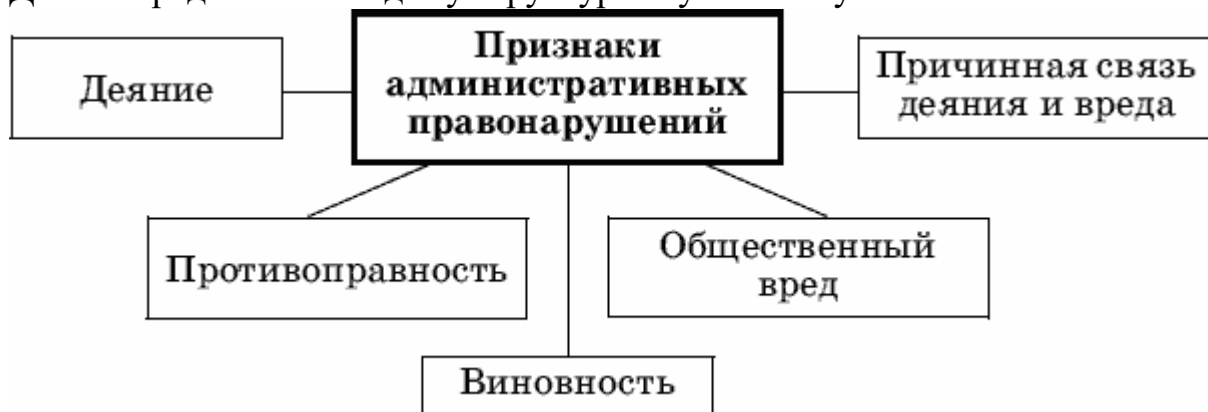 Признаки
административных
правонарушений
Деяние
Причинная связь
деяния и вреда
Противоправность
Общественный
вред
Виновность